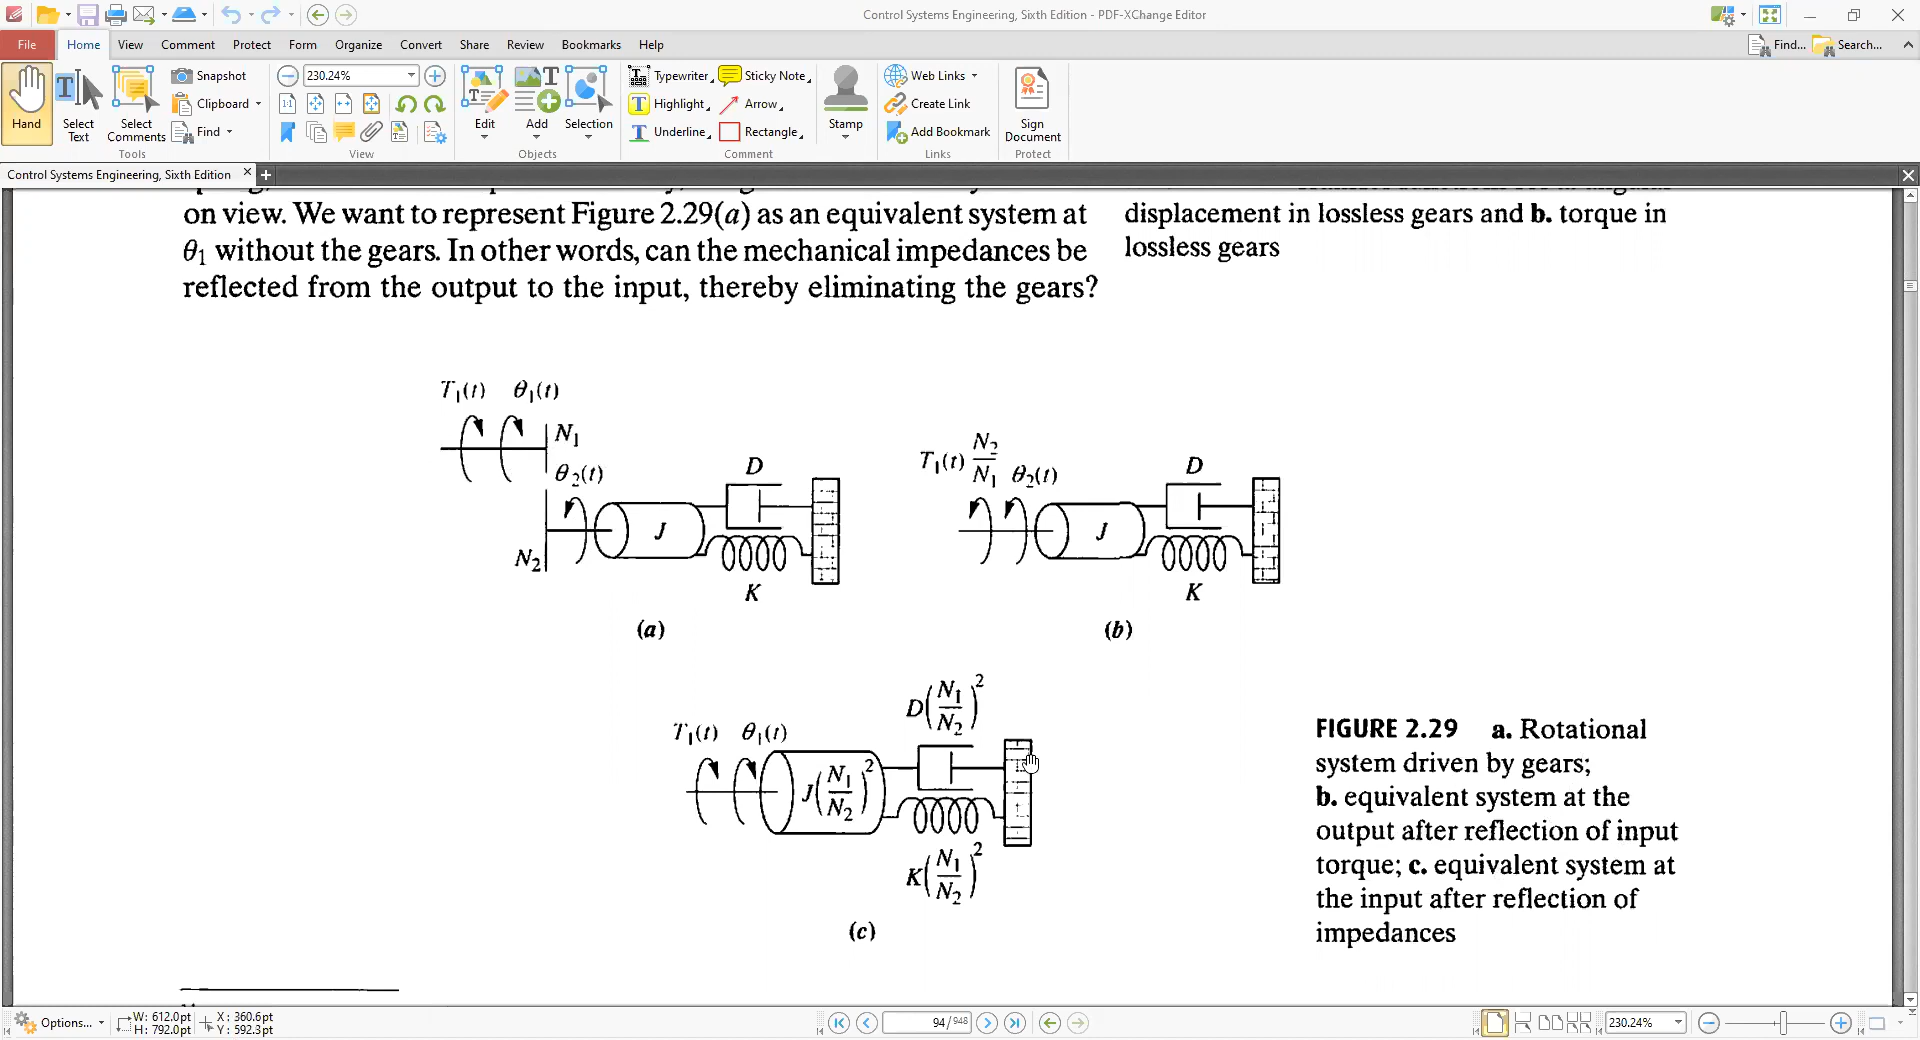 Control Systems Engineering, Sixth Edition - PDF-XChange Editor
File Home View Comment Protect Form Organize Convert Share Review Bookmarks Help
Find... Search...
Hand
Select Text
Select Comments
Snapshot
Clipboard
Find
Tools
230.24%
1:1
View
Edit
Add
Selection
Objects
Typewriter
Highlight
Underline
Sticky Note
Arrow
Rectangle
Comment
Stamp
Web Links
Create Link
Add Bookmark
Links
Sign Document
Protect
Control Systems Engineering, Sixth Edition
on view. We want to represent Figure 2.29(a) as an equivalent system at
θ1 without the gears. In other words, can the mechanical impedances be
reflected from the output to the input, thereby eliminating the gears?
displacement in lossless gears and b. torque in
lossless gears
T1(t) θ1(t)
N1
θ2(t)
N2
J
D
K
(a)
T1(t) N2/N1 θ2(t)
J
D
K
(b)
T1(t) θ1(t)
J(N1/N2)2
D(N1/N2)2
K(N1/N2)2
(c)
FIGURE 2.29 a. Rotational
system driven by gears;
b. equivalent system at the
output after reflection of input
torque; c. equivalent system at
the input after reflection of
impedances
Options...
W: 612.0pt
H: 792.0pt
X: 360.6pt
Y: 592.3pt
94/948
230.24%